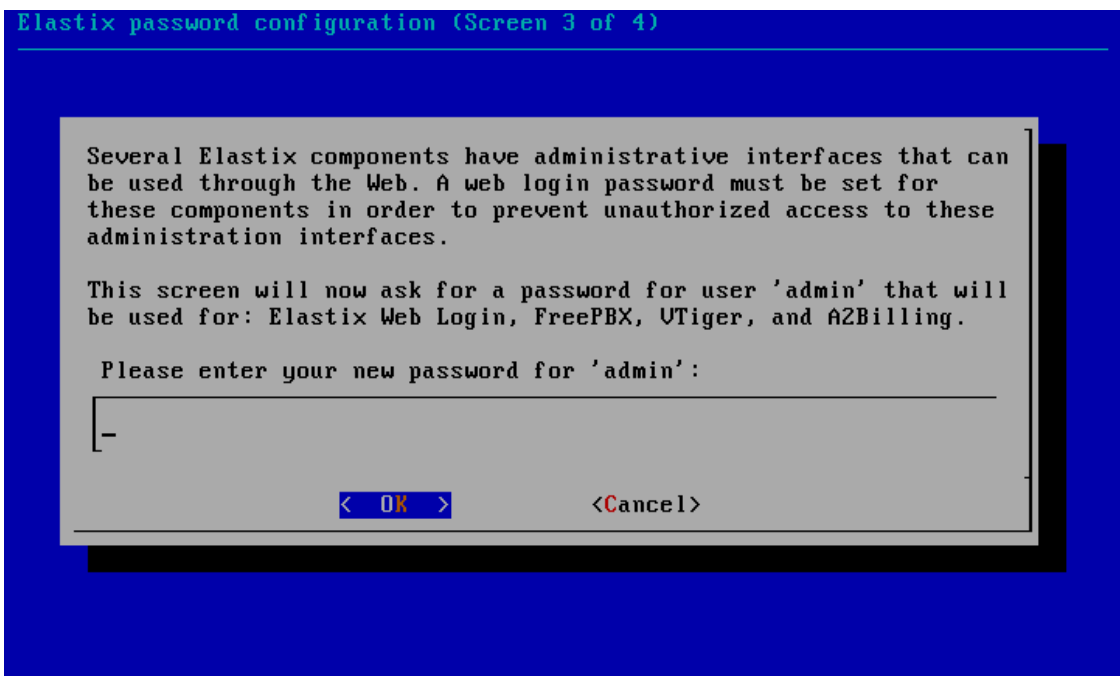 Elastix password configuration (Screen 3 of 4)
Several Elastix components have administrative interfaces that can
be used through the Web. A web login password must be set for
these components in order to prevent unauthorized access to these
administration interfaces.
This screen will now ask for a password for user 'admin' that will
be used for: Elastix Web Login, FreePBX, VTiger, and A2Billing.
Please enter your new password for 'admin':
< OK > <Cancel>